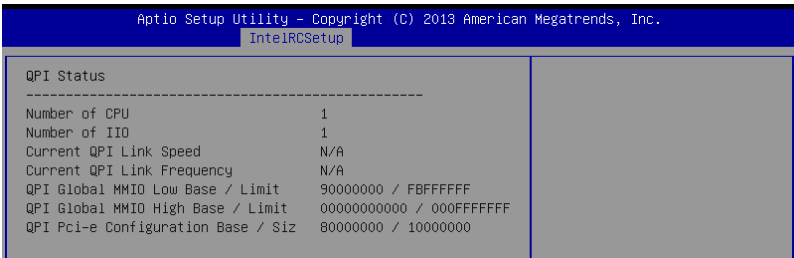 Aptio Setup Utility – Copyright (C) 2013 American Megatrends, Inc.
IntelRCSetup
QPI Status
--------------------------------------------------
Number of CPU 1
Number of IIO 1
Current QPI Link Speed N/A
Current QPI Link Frequency N/A
QPI Global MMIO Low Base / Limit 90000000 / FBFFFFFF
QPI Global MMIO High Base / Limit 00000000000 / 000FFFFFFF
QPI Pci-e Configuration Base / Siz 80000000 / 10000000